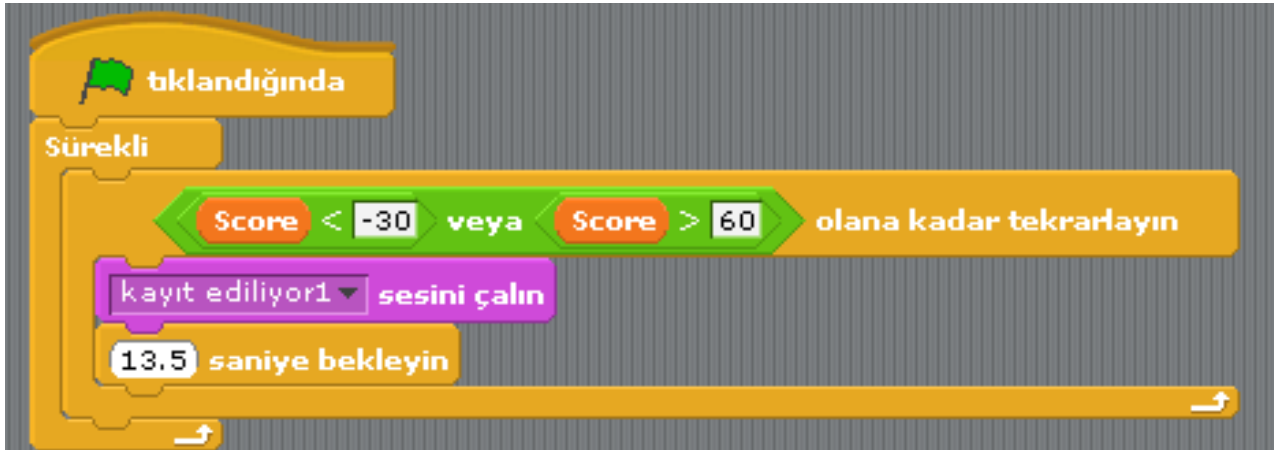 tıklandığında
Sürekli
Score < -30 veya Score > 60 olana kadar tekrarlayın
kayıt ediliyor1 sesini çalın
13.5 saniye bekleyin